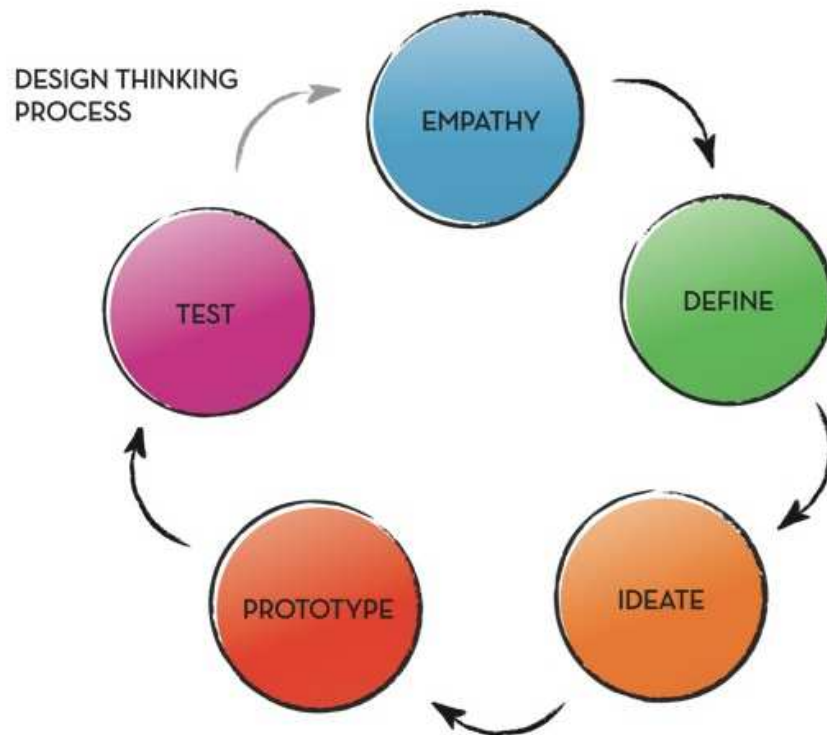 DESIGN THINKING
PROCESS
EMPATHY
DEFINE
IDEATE
PROTOTYPE
TEST